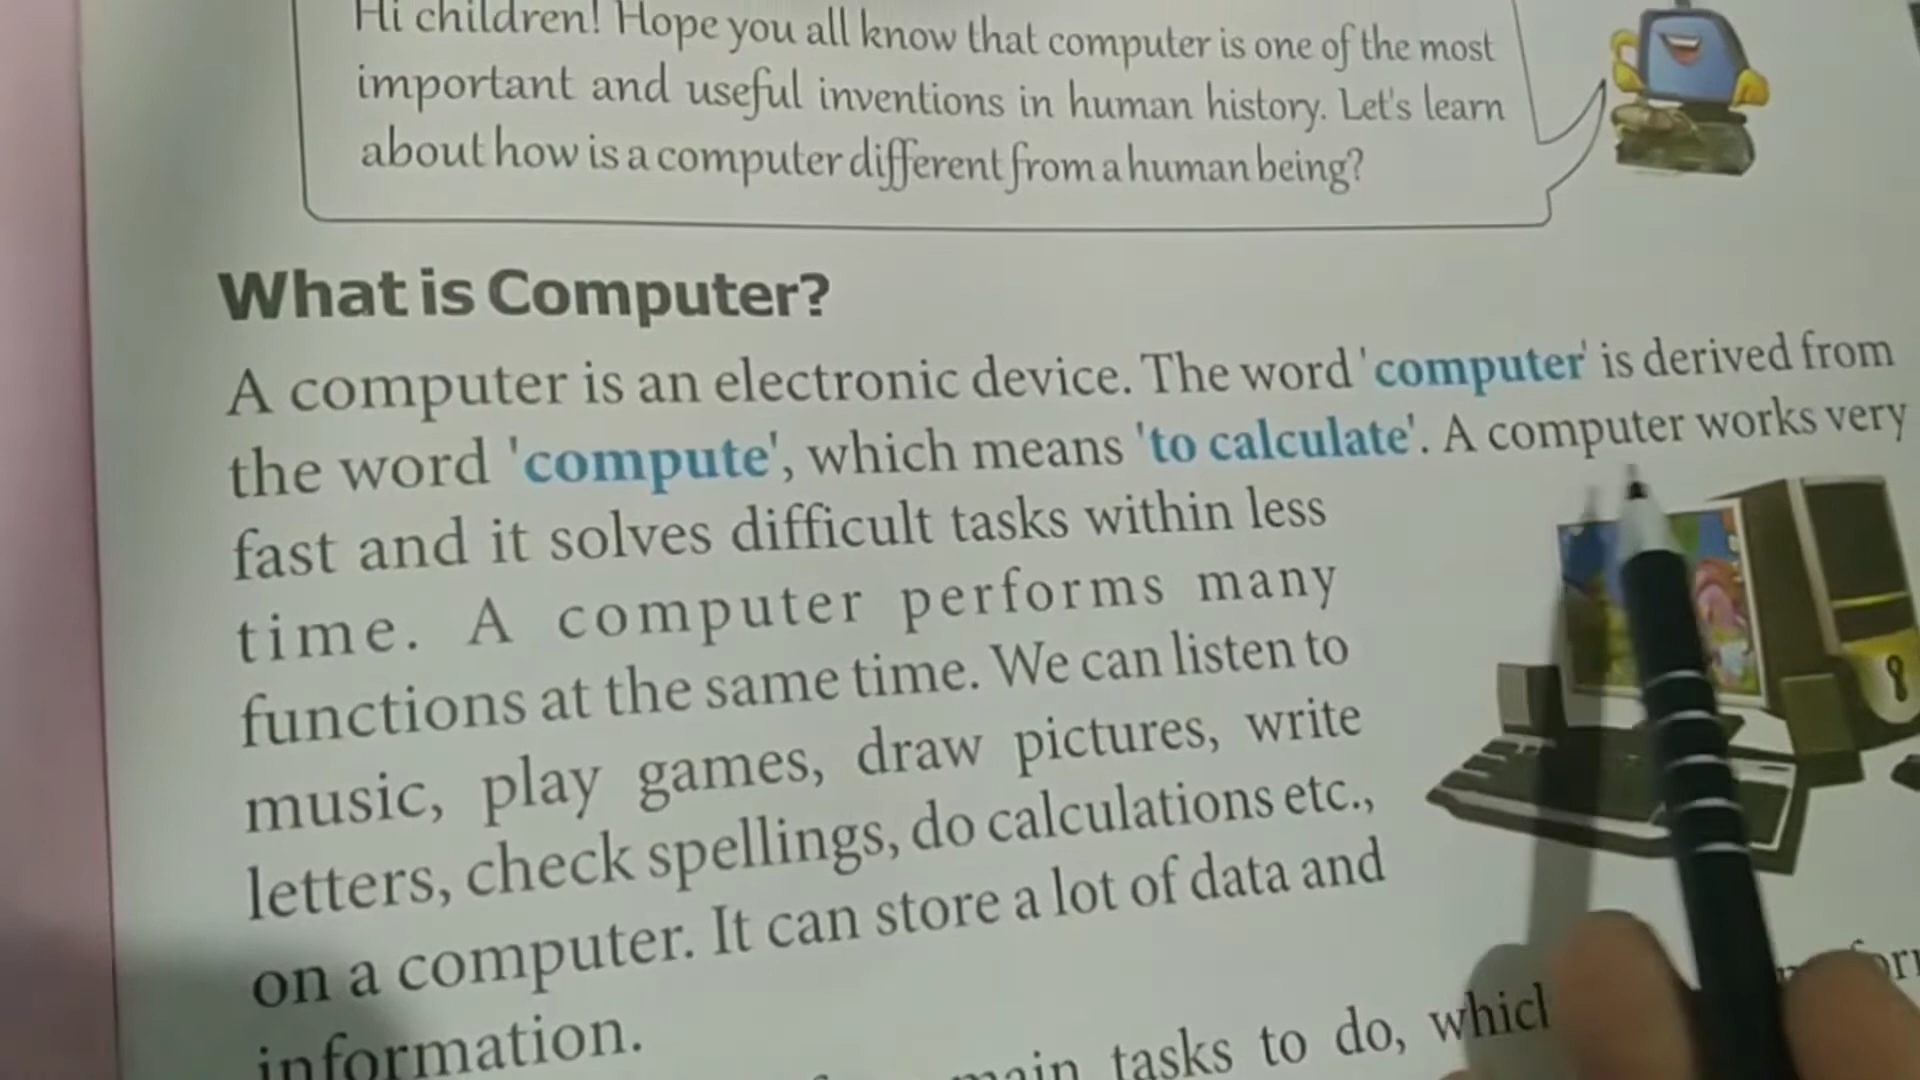 Hi children! Hope you all know that computer is one of the most
important and useful inventions in human history. Let's learn
about how is a computer different from a human being?
What is Computer?
A computer is an electronic device. The word 'computer' is derived from
the word 'compute', which means 'to calculate'. A computer works very
fast and it solves difficult tasks within less
time. A computer performs many
functions at the same time. We can listen to
music, play games, draw pictures, write
letters, check spellings, do calculations etc.,
on a computer. It can store a lot of data and
information.
main tasks to do, which